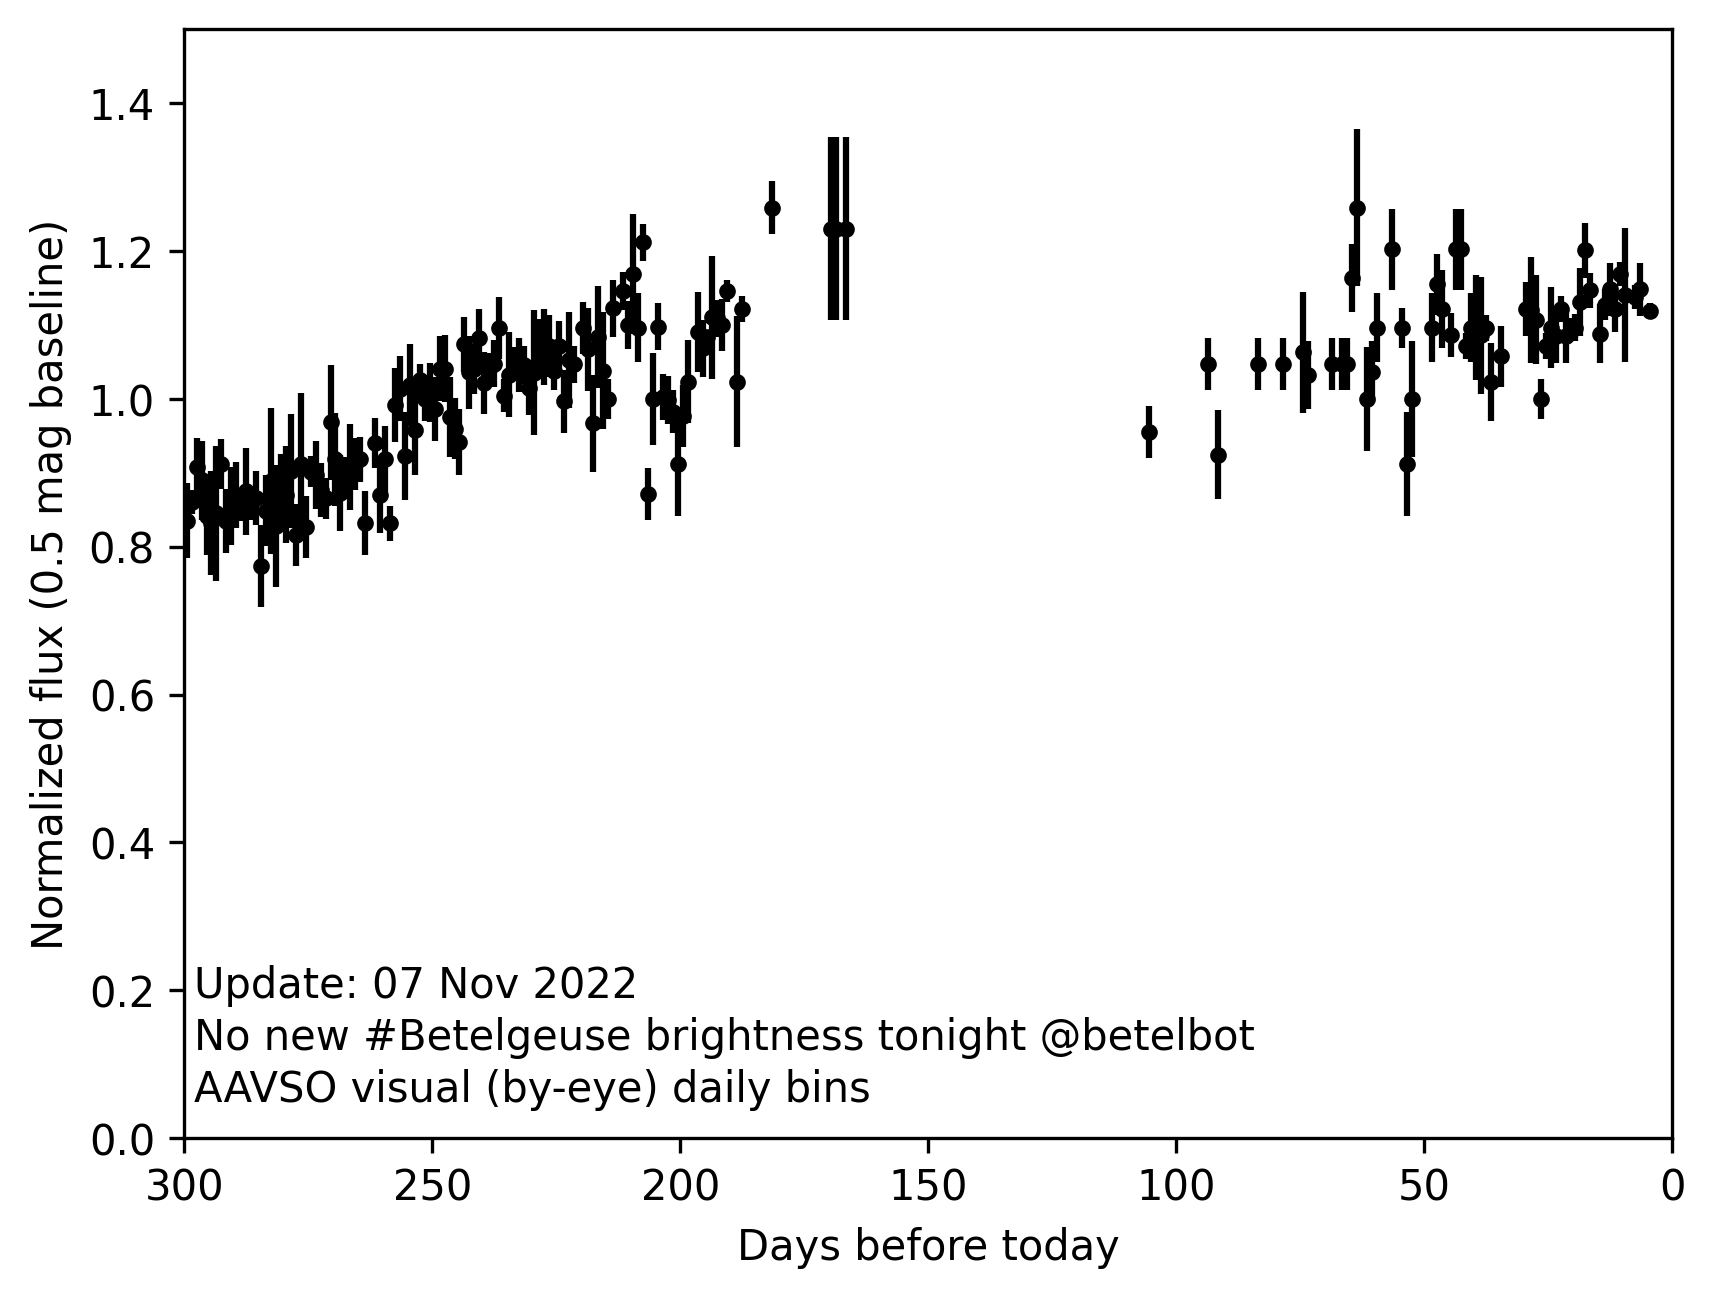 1.4
1.2
1.0
0.8
0.6
0.4
0.2
0.0
Normalized flux (0.5 mag baseline)
Update: 07 Nov 2022
No new #Betelgeuse brightness tonight @betelbot
AAVSO visual (by-eye) daily bins
300 250 200 150 100 50 0
Days before today